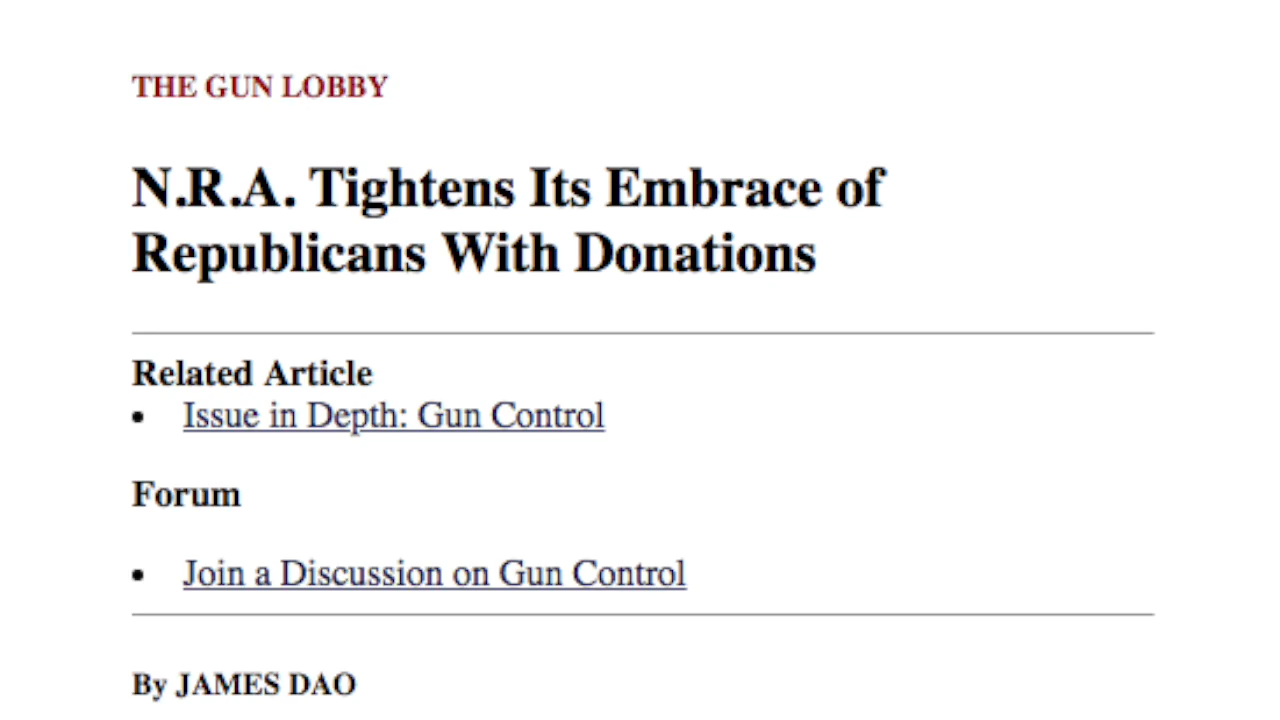 THE GUN LOBBY
N.R.A. Tightens Its Embrace of
Republicans With Donations
Related Article
• Issue in Depth: Gun Control
Forum
• Join a Discussion on Gun Control
By JAMES DAO